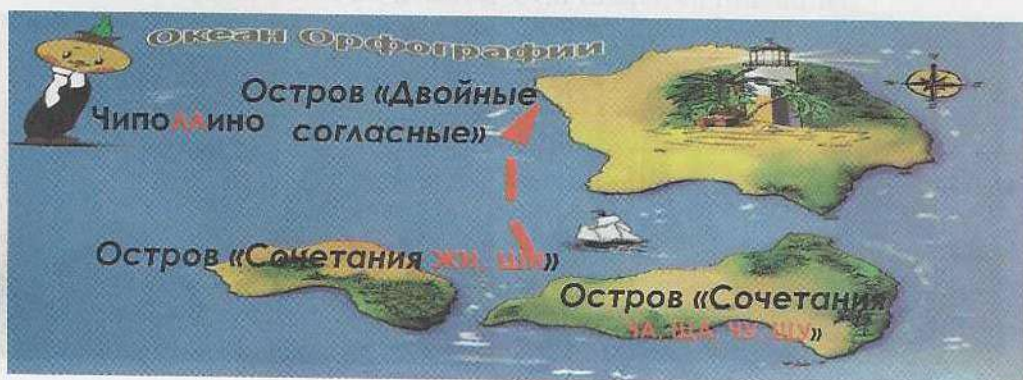 Океан Орфографии
Остров «Двойные
Чиполлино согласные»
Остров «Сочетания ЖИ, ШИ»
Остров «Сочетания
ЧА, ЩА, ЧУ, ЩУ»